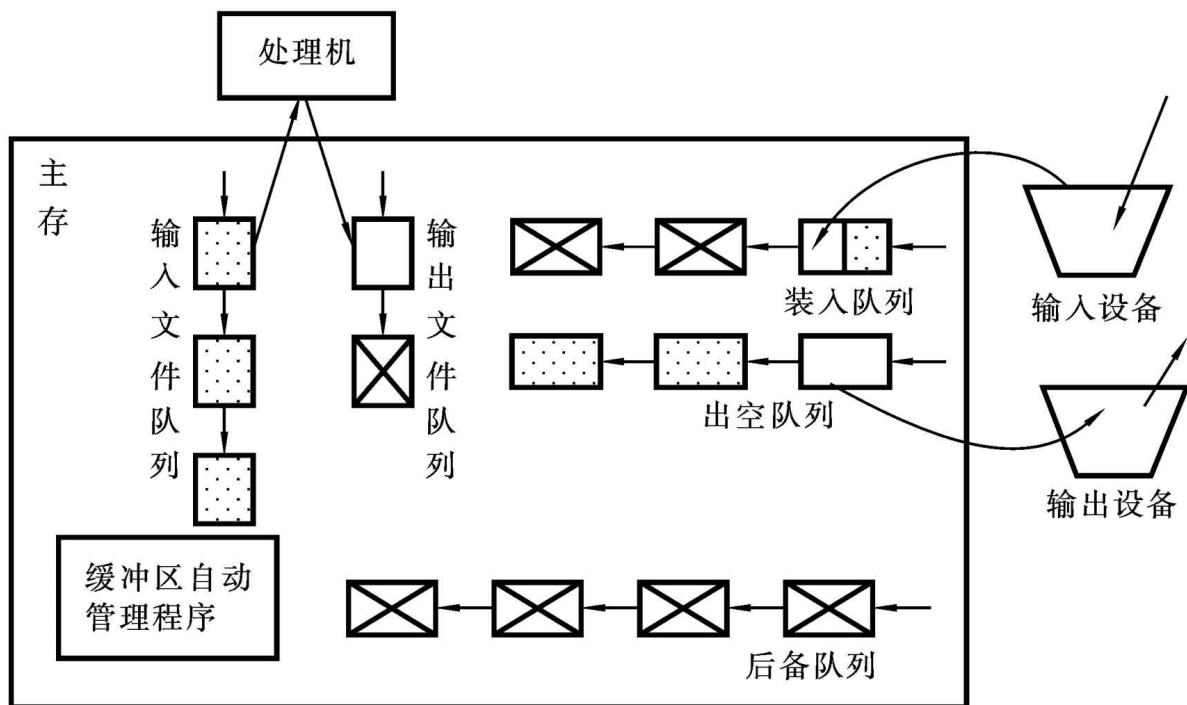 处理机
主存
输入文件队列
输出文件队列
装入队列
输入设备
出空队列
输出设备
缓冲区自动
管理程序
后备队列